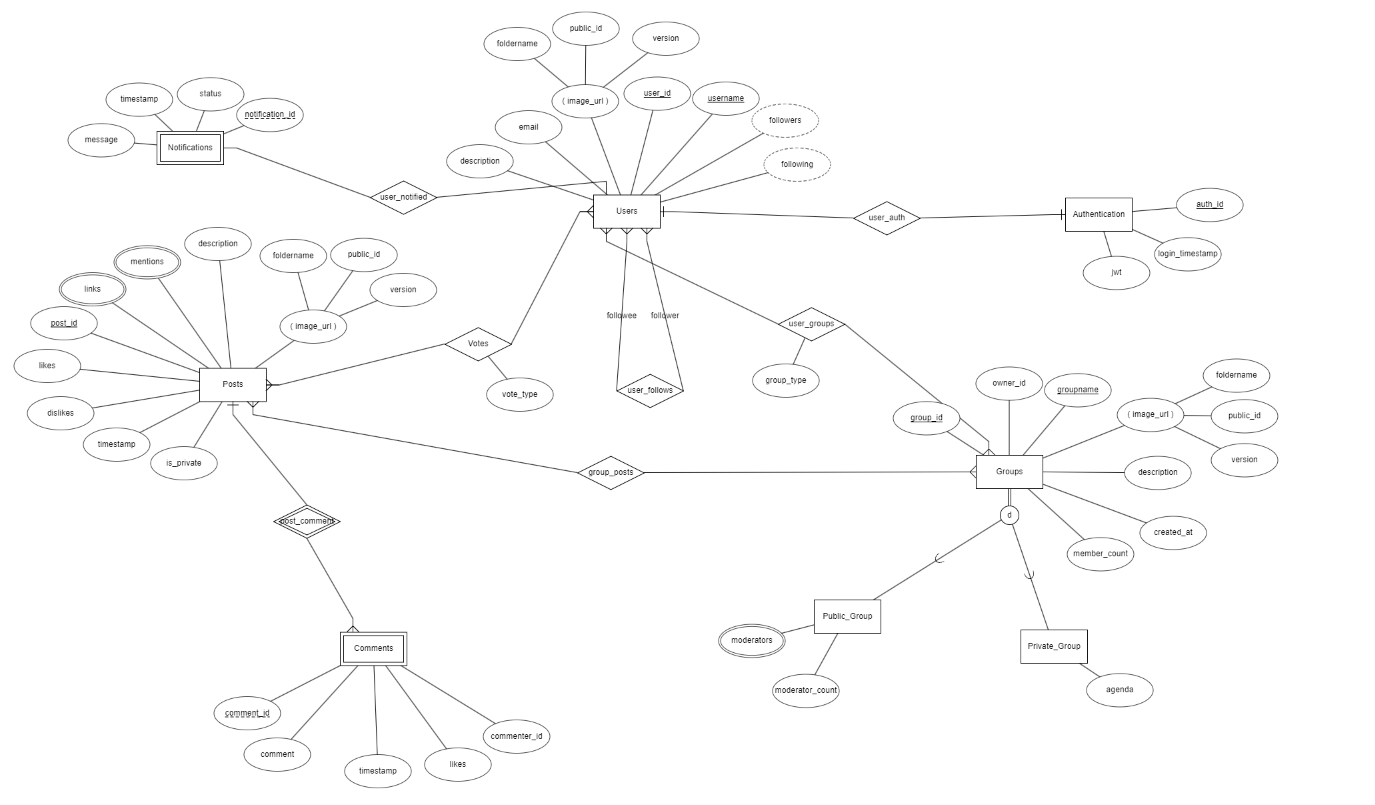 public_id
foldername
version
( image_url )
user_id
username
followers
email
following
description
timestamp
status
notification_id
message
Notifications
user_notified
Users
user_auth
Authentication
auth_id
login_timestamp
jwt
mentions
description
foldername
public_id
links
version
post_id
( image_url )
likes
Posts
dislikes
timestamp
is_private
Votes
vote_type
followee
follower
user_follows
user_groups
group_type
owner_id
groupname
group_id
foldername
( image_url )
public_id
version
Groups
description
created_at
member_count
d
group_posts
post_comment
Public_Group
moderators
moderator_count
Private_Group
agenda
Comments
comment_id
comment
timestamp
likes
commenter_id